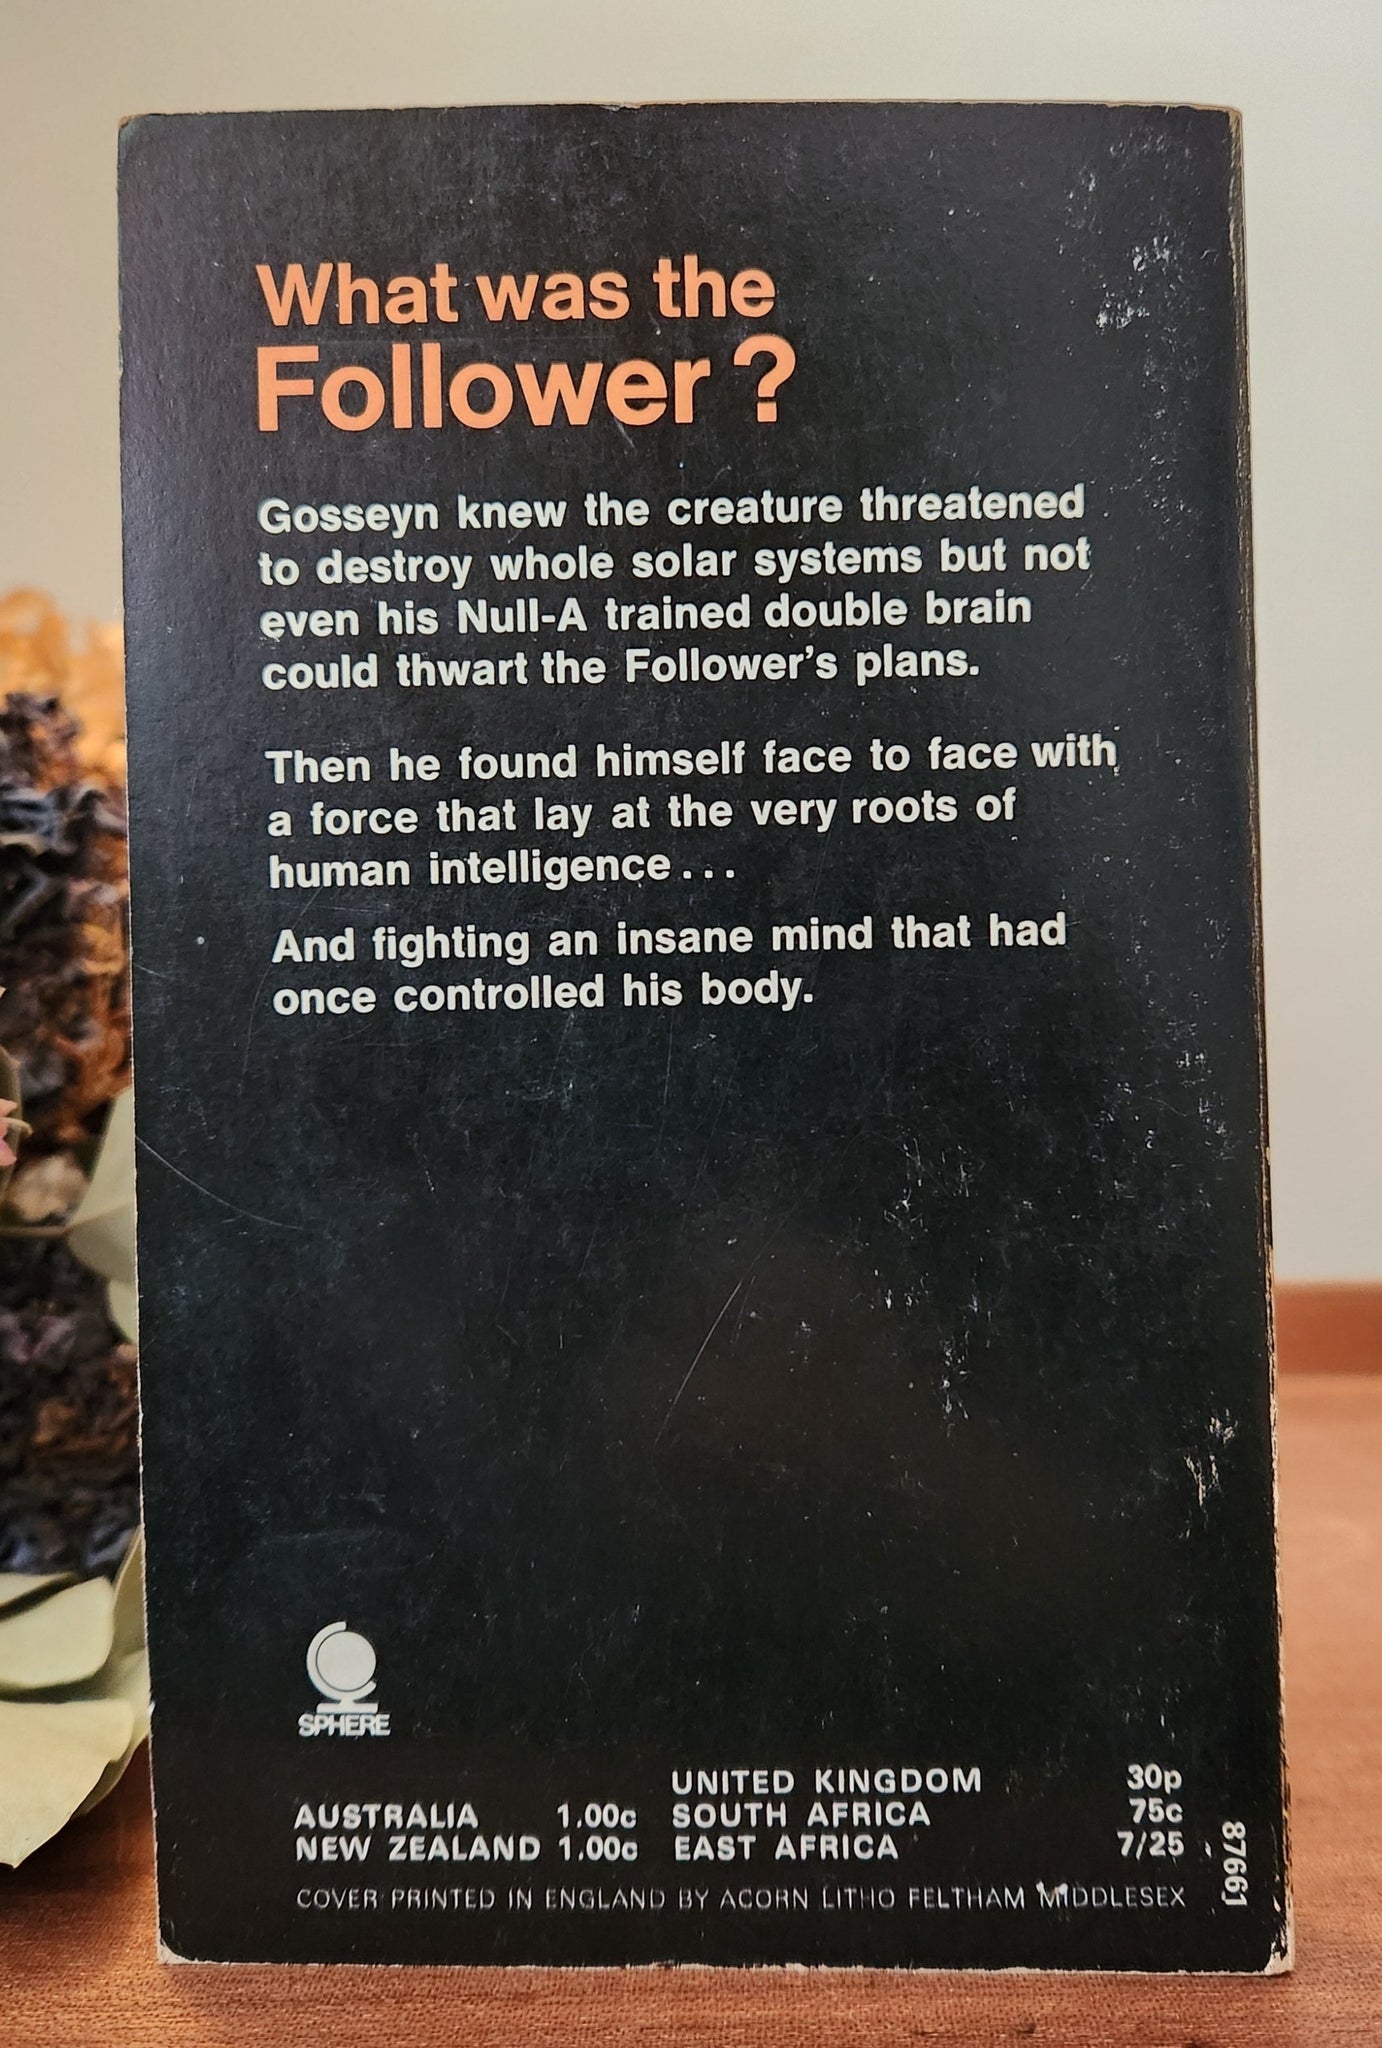 What was the
Follower?
Gosseyn knew the creature threatened
to destroy whole solar systems but not
even his Null-A trained double brain
could thwart the Follower's plans.
Then he found himself face to face with
a force that lay at the very roots of
human intelligence...
And fighting an insane mind that had
once controlled his body.
SPHERE
UNITED KINGDOM 30p
AUSTRALIA 1.00c SOUTH AFRICA 75c
NEW ZEALAND 1.00c EAST AFRICA 7/25
COVER PRINTED IN ENGLAND BY ACORN LITHO FELTHAM MIDDLESEX
8766j